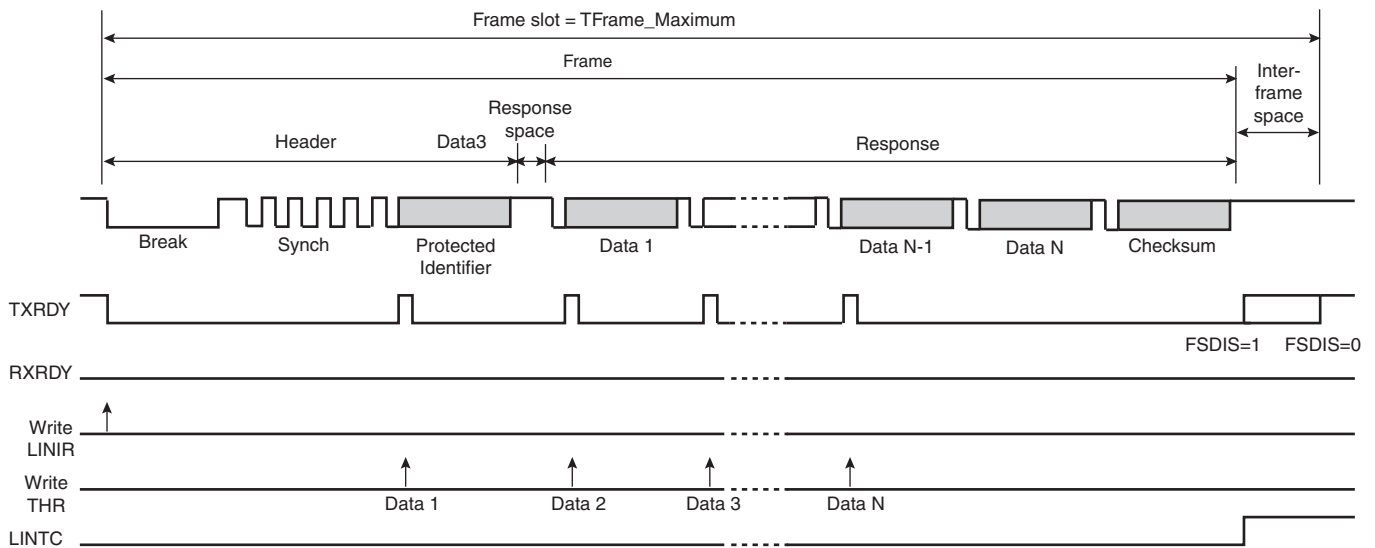 Frame slot = TFrame_Maximum
Frame
Inter-
frame
space
Response
space
Header
Data3
Response
Break
Synch
Protected
Identifier
Data 1
Data N-1
Data N
Checksum
TXRDY
FSDIS=1
FSDIS=0
RXRDY
Write
LINIR
Write
THR
Data 1
Data 2
Data 3
Data N
LINTC